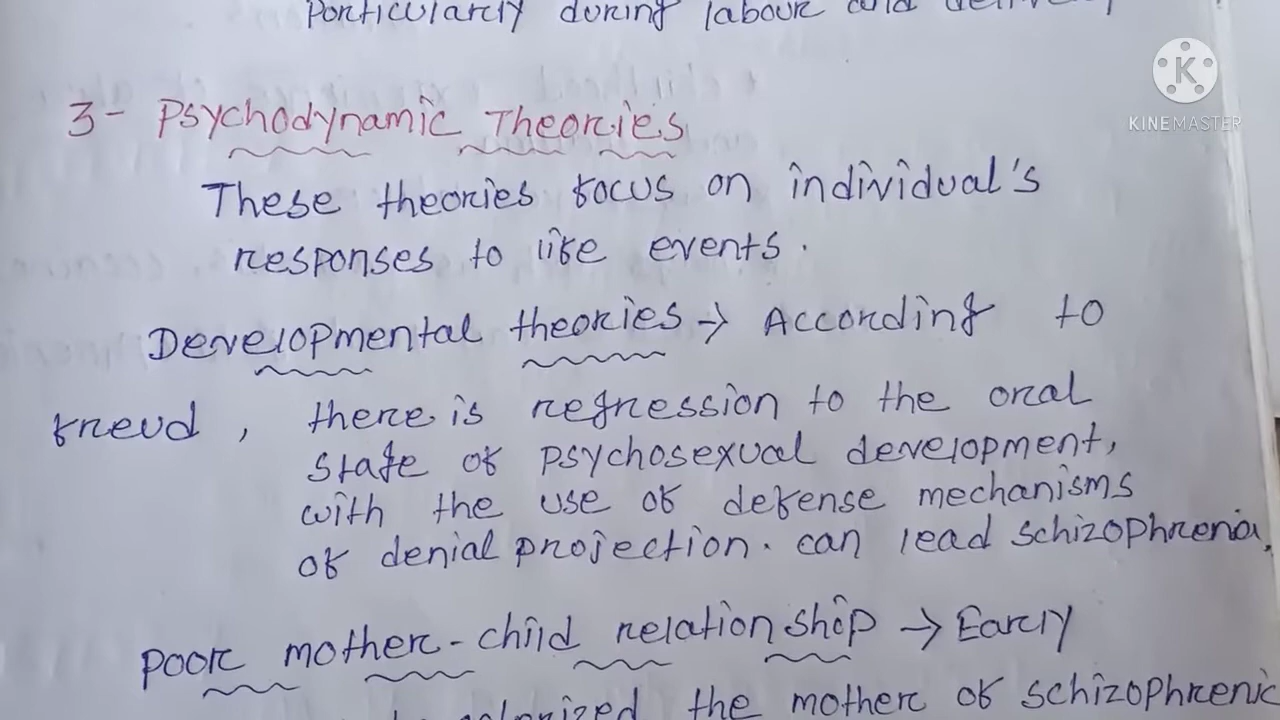 Particularly during labour and
KINEMASTER
3- Psychodynamic Theories
These theories focus on individual's
responses to life events.
Developmental theories → According to
freud, there is regression to the oral
stage of psychosexual development,
with the use of defense mechanisms
of denial projection. can lead schizophrenia.
Poor mother-child relationship → Early
the mother of schizophrenic